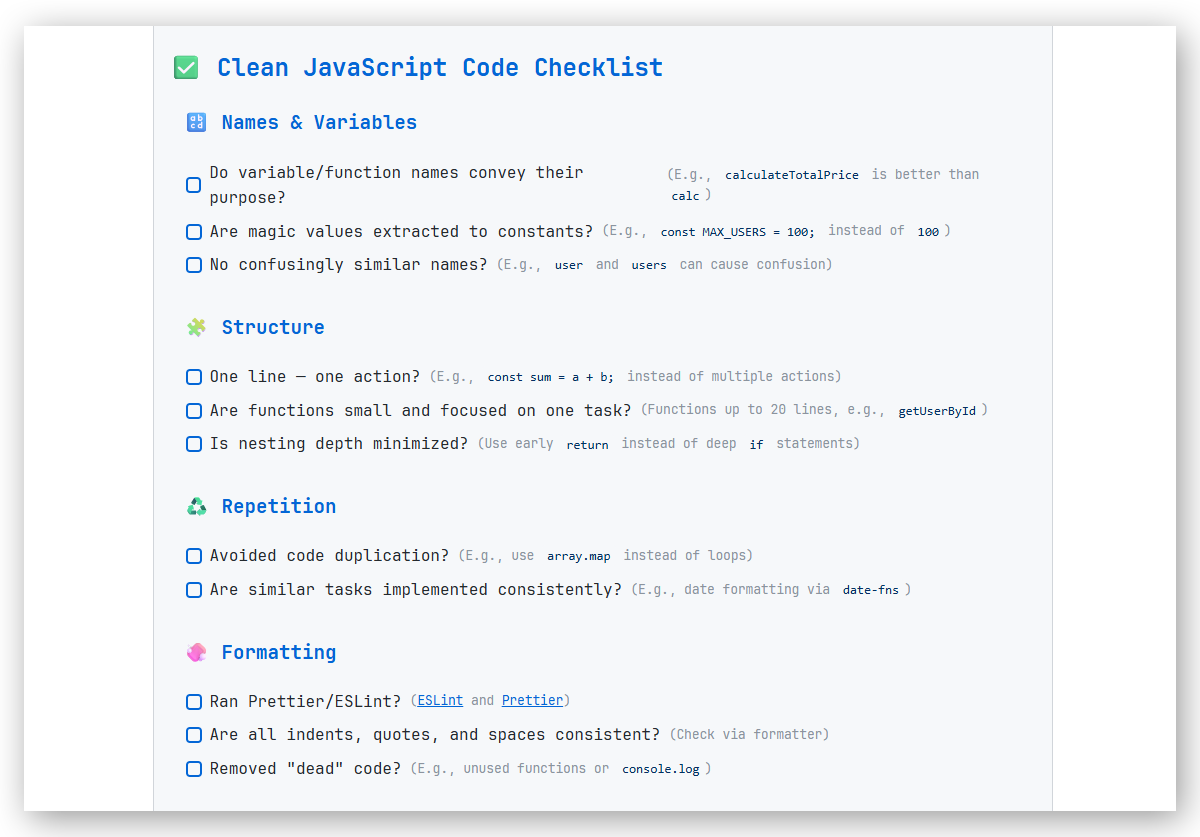 Clean JavaScript Code Checklist
Names & Variables
Do variable/function names convey their purpose? (E.g., calculateTotalPrice is better than calc )
Are magic values extracted to constants? (E.g., const MAX_USERS = 100; instead of 100 )
No confusingly similar names? (E.g., user and users can cause confusion)
Structure
One line — one action? (E.g., const sum = a + b; instead of multiple actions)
Are functions small and focused on one task? (Functions up to 20 lines, e.g., getUserById )
Is nesting depth minimized? (Use early return instead of deep if statements)
Repetition
Avoided code duplication? (E.g., use array.map instead of loops)
Are similar tasks implemented consistently? (E.g., date formatting via date-fns )
Formatting
Ran Prettier/ESLint? (ESLint and Prettier)
Are all indents, quotes, and spaces consistent? (Check via formatter)
Removed "dead" code? (E.g., unused functions or console.log )